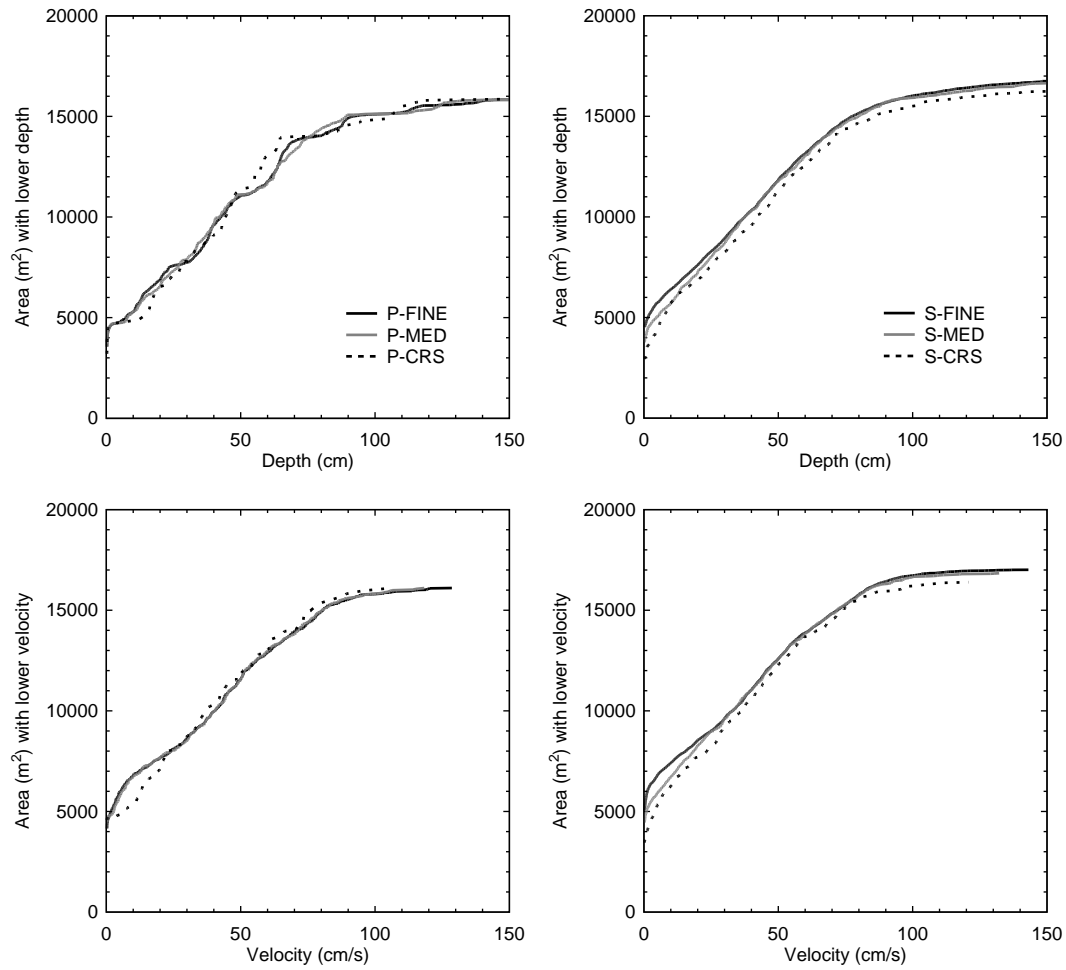 20000
15000
10000
5000
0
Area (m²) with lower depth
P-FINE
P-MED
P-CRS
0 50 100 150
Depth (cm)
20000
15000
10000
5000
0
Area (m²) with lower depth
S-FINE
S-MED
S-CRS
0 50 100 150
Depth (cm)
20000
15000
10000
5000
0
Area (m²) with lower velocity
0 50 100 150
Velocity (cm/s)
20000
15000
10000
5000
0
Area (m²) with lower velocity
0 50 100 150
Velocity (cm/s)